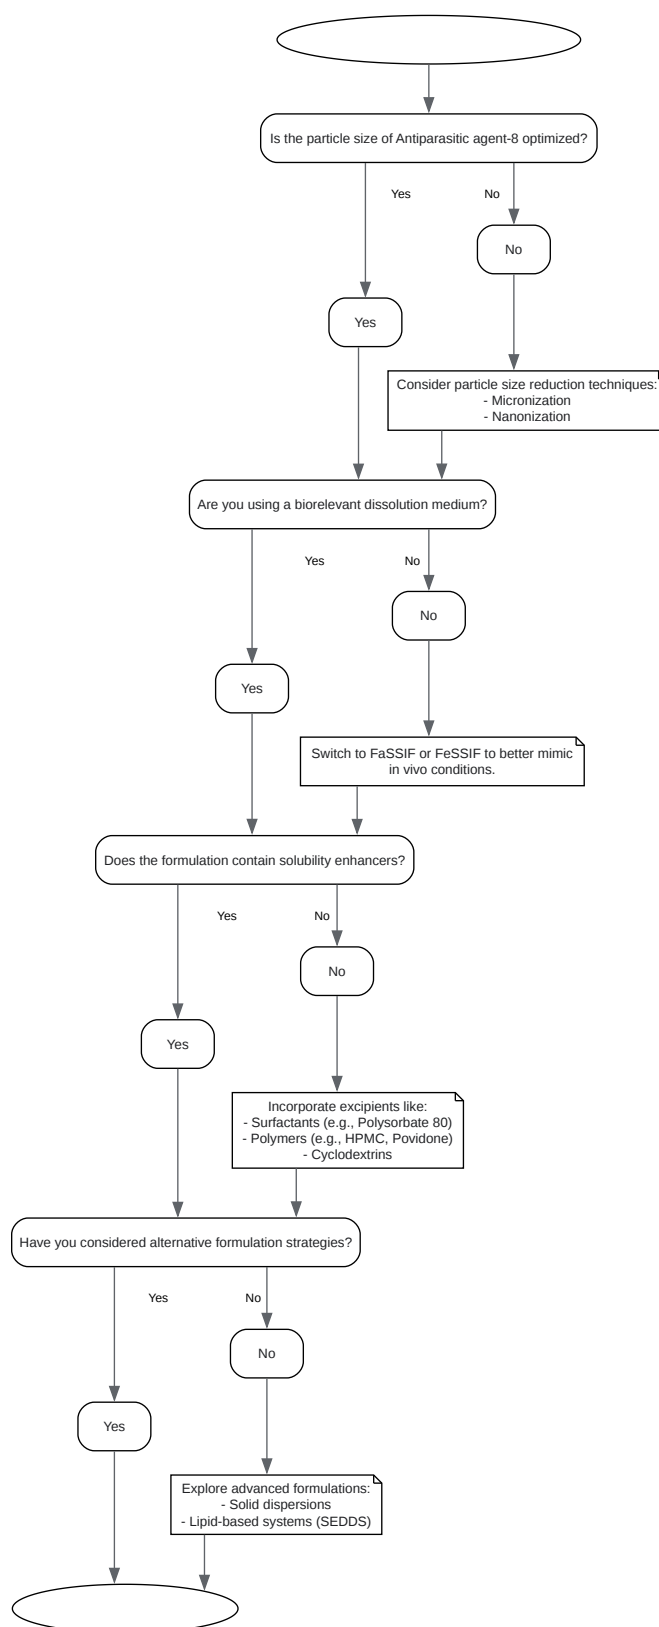 Is the particle size of Antiparasitic agent-8 optimized?
Yes
No
No
Yes
Consider particle size reduction techniques:
- Micronization
- Nanonization
Are you using a biorelevant dissolution medium?
Yes
No
No
Yes
Switch to FaSSIF or FeSSIF to better mimic
in vivo conditions.
Does the formulation contain solubility enhancers?
Yes
No
No
Yes
Incorporate excipients like:
- Surfactants (e.g., Polysorbate 80)
- Polymers (e.g., HPMC, Povidone)
- Cyclodextrins
Have you considered alternative formulation strategies?
Yes
No
No
Yes
Explore advanced formulations:
- Solid dispersions
- Lipid-based systems (SEDDS)